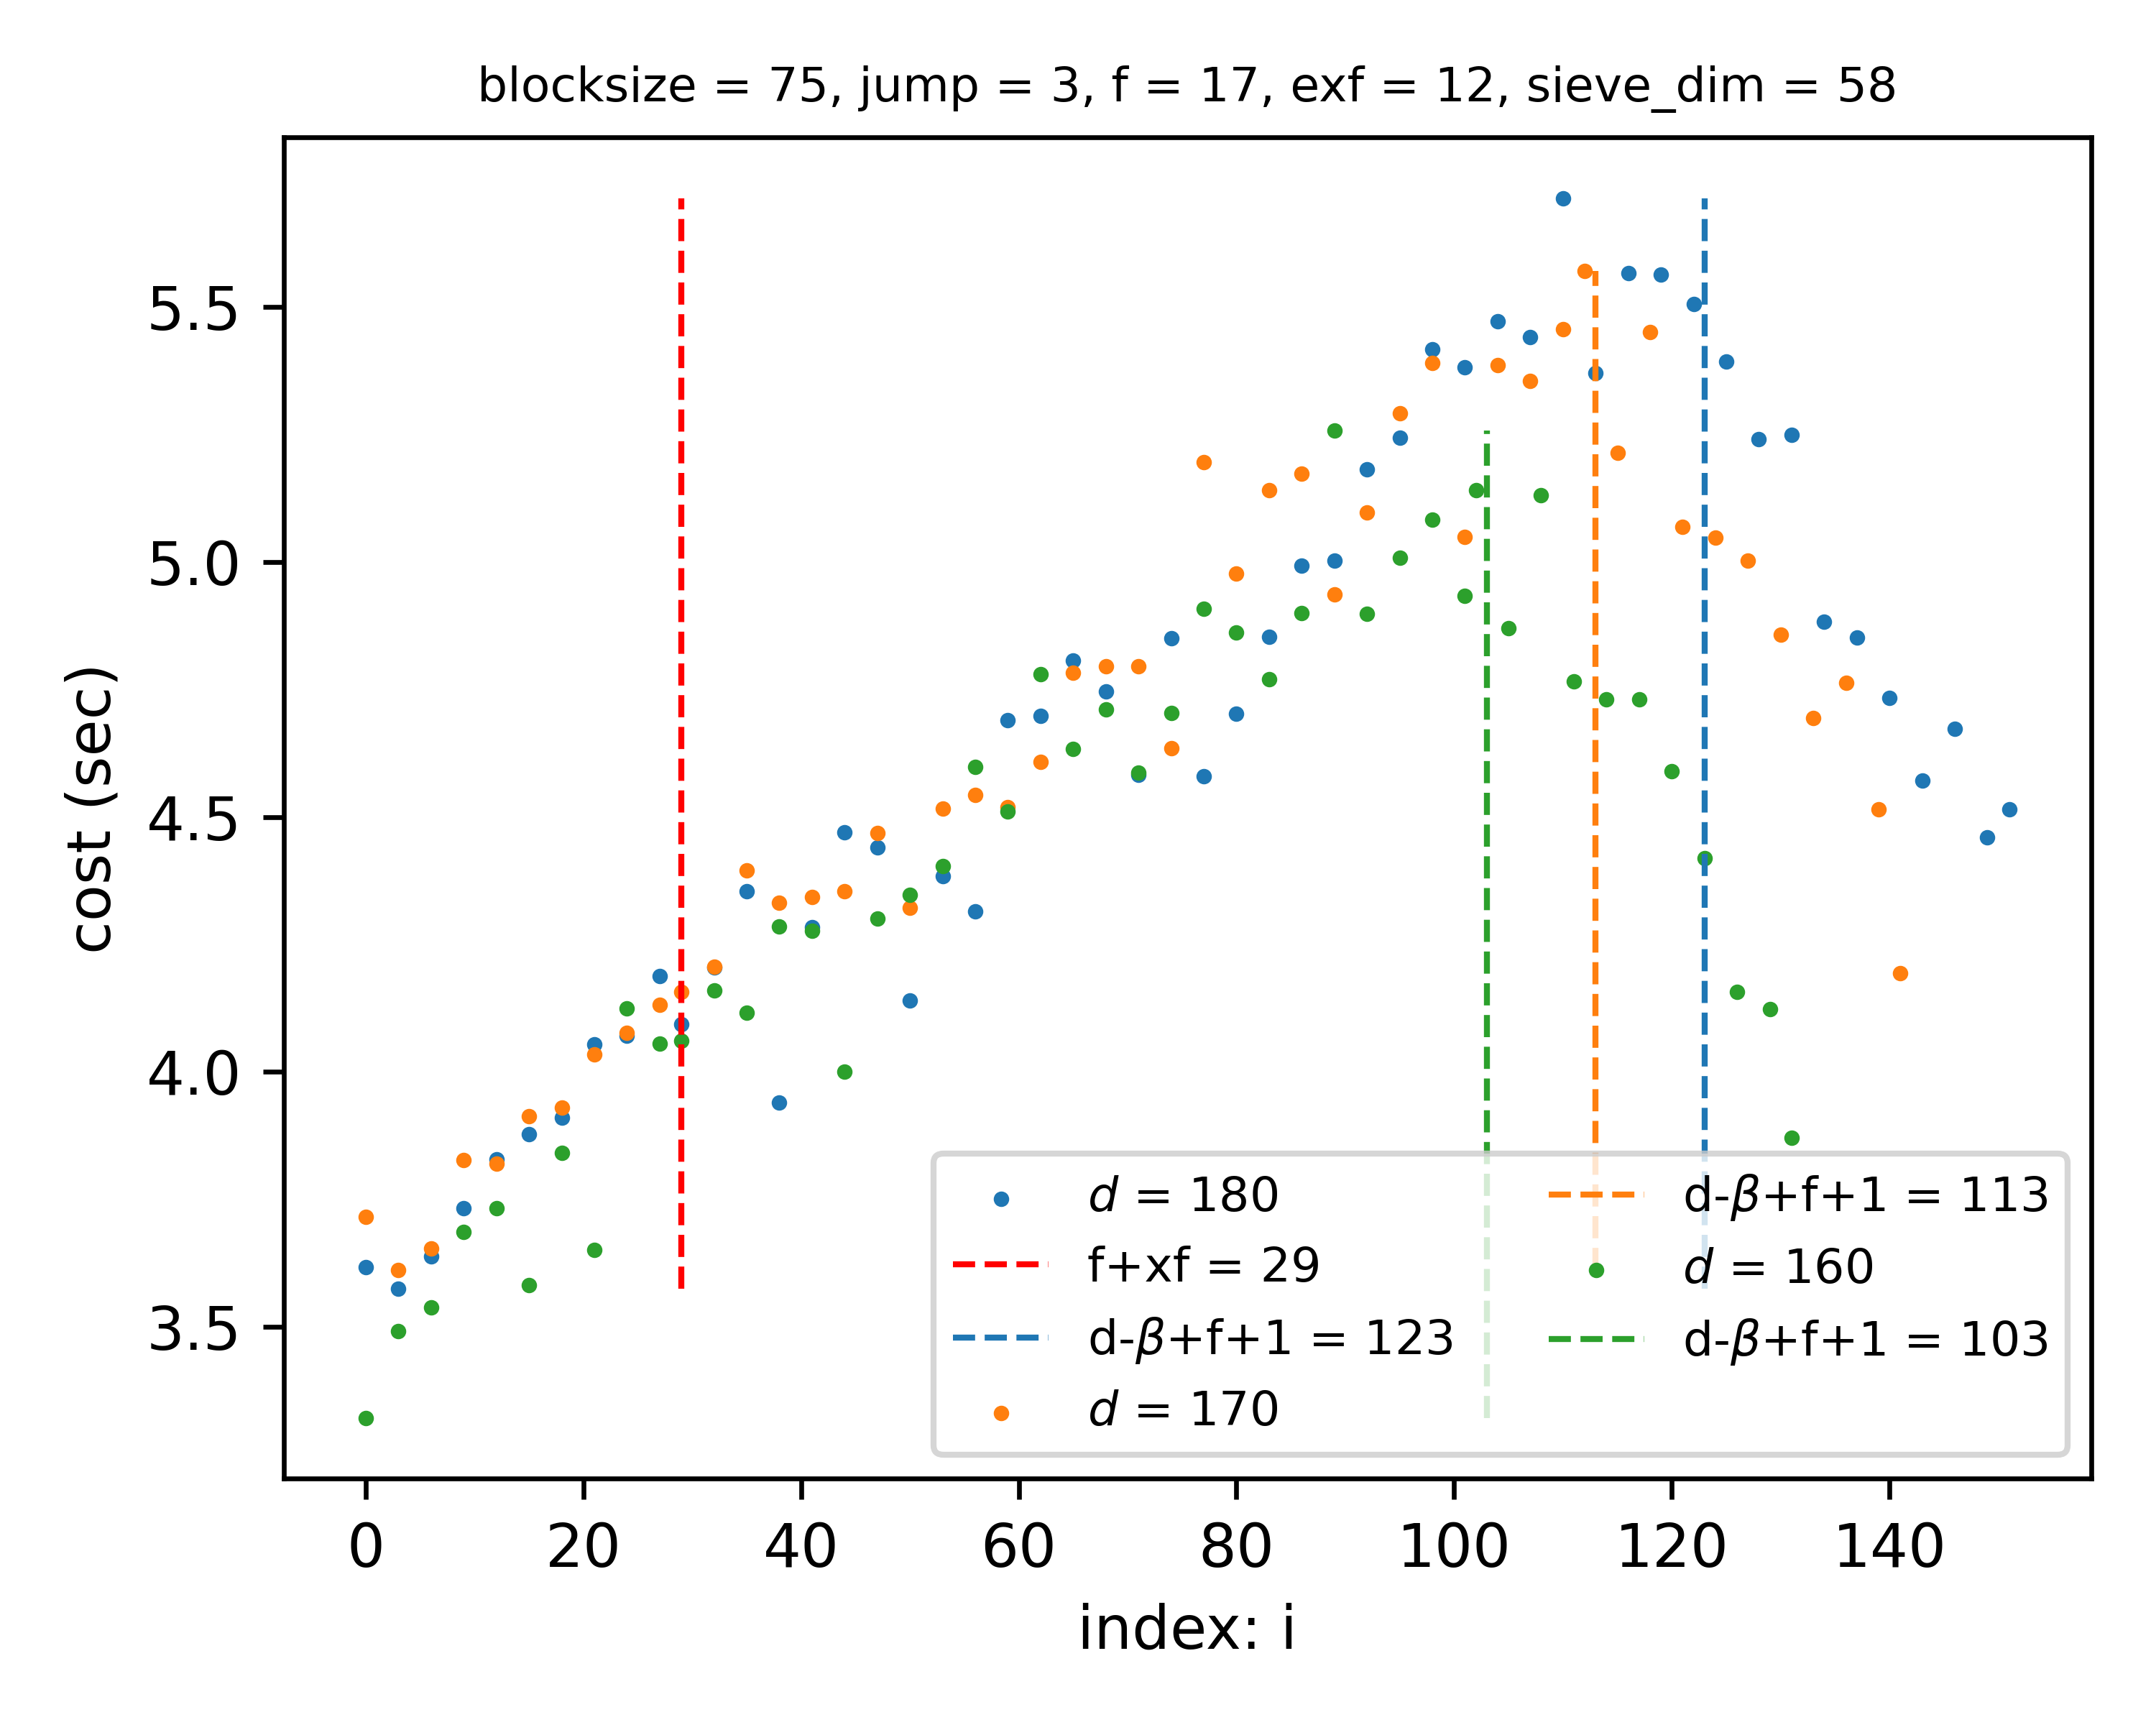 blocksize = 75, jump = 3, f = 17, exf = 12, sieve_dim = 58
cost (sec)
5.5
5.0
4.5
4.0
3.5
d = 180
f+xf = 29
d-β+f+1 = 123
d = 170
d-β+f+1 = 113
d = 160
d-β+f+1 = 103
0 20 40 60 80 100 120 140
index: i